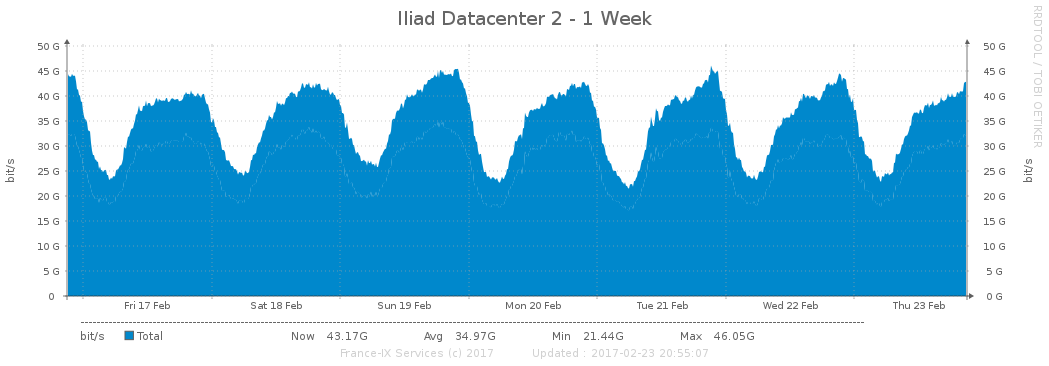 Iliad Datacenter 2 - 1 Week
RRDTOOL / TOBI OETIKER
50 G 50 G
45 G 45 G
40 G 40 G
35 G 35 G
30 G 30 G
25 G 25 G
20 G 20 G
15 G 15 G
10 G 10 G
5 G 5 G
0 0 G
bit/s bit/s
Fri 17 Feb Sat 18 Feb Sun 19 Feb Mon 20 Feb Tue 21 Feb Wed 22 Feb Thu 23 Feb
bit/s Total Now 43.17G Avg 34.97G Min 21.44G Max 46.05G
France-IX Services (c) 2017 Updated : 2017-02-23 20:55:07